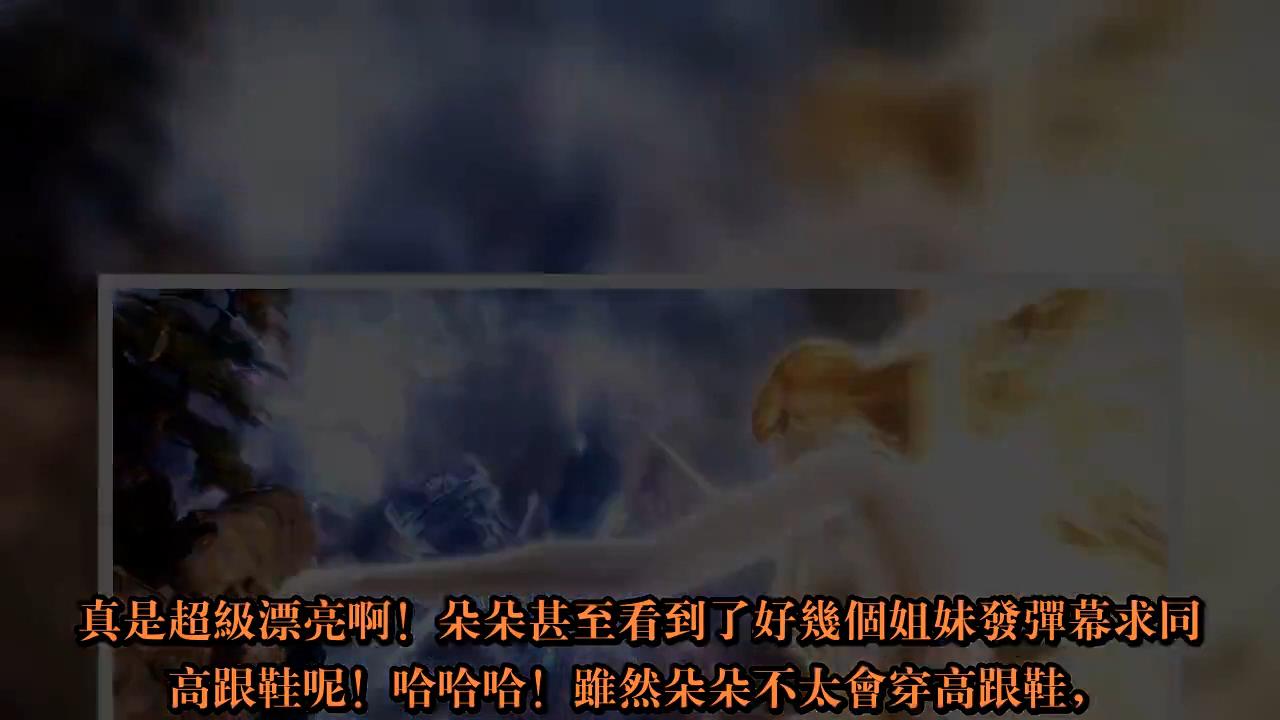 真是超級漂亮啊！朵朵甚至看到了好幾個姐妹發彈幕求同
高跟鞋呢！哈哈哈！雖然朵朵不太會穿高跟鞋，